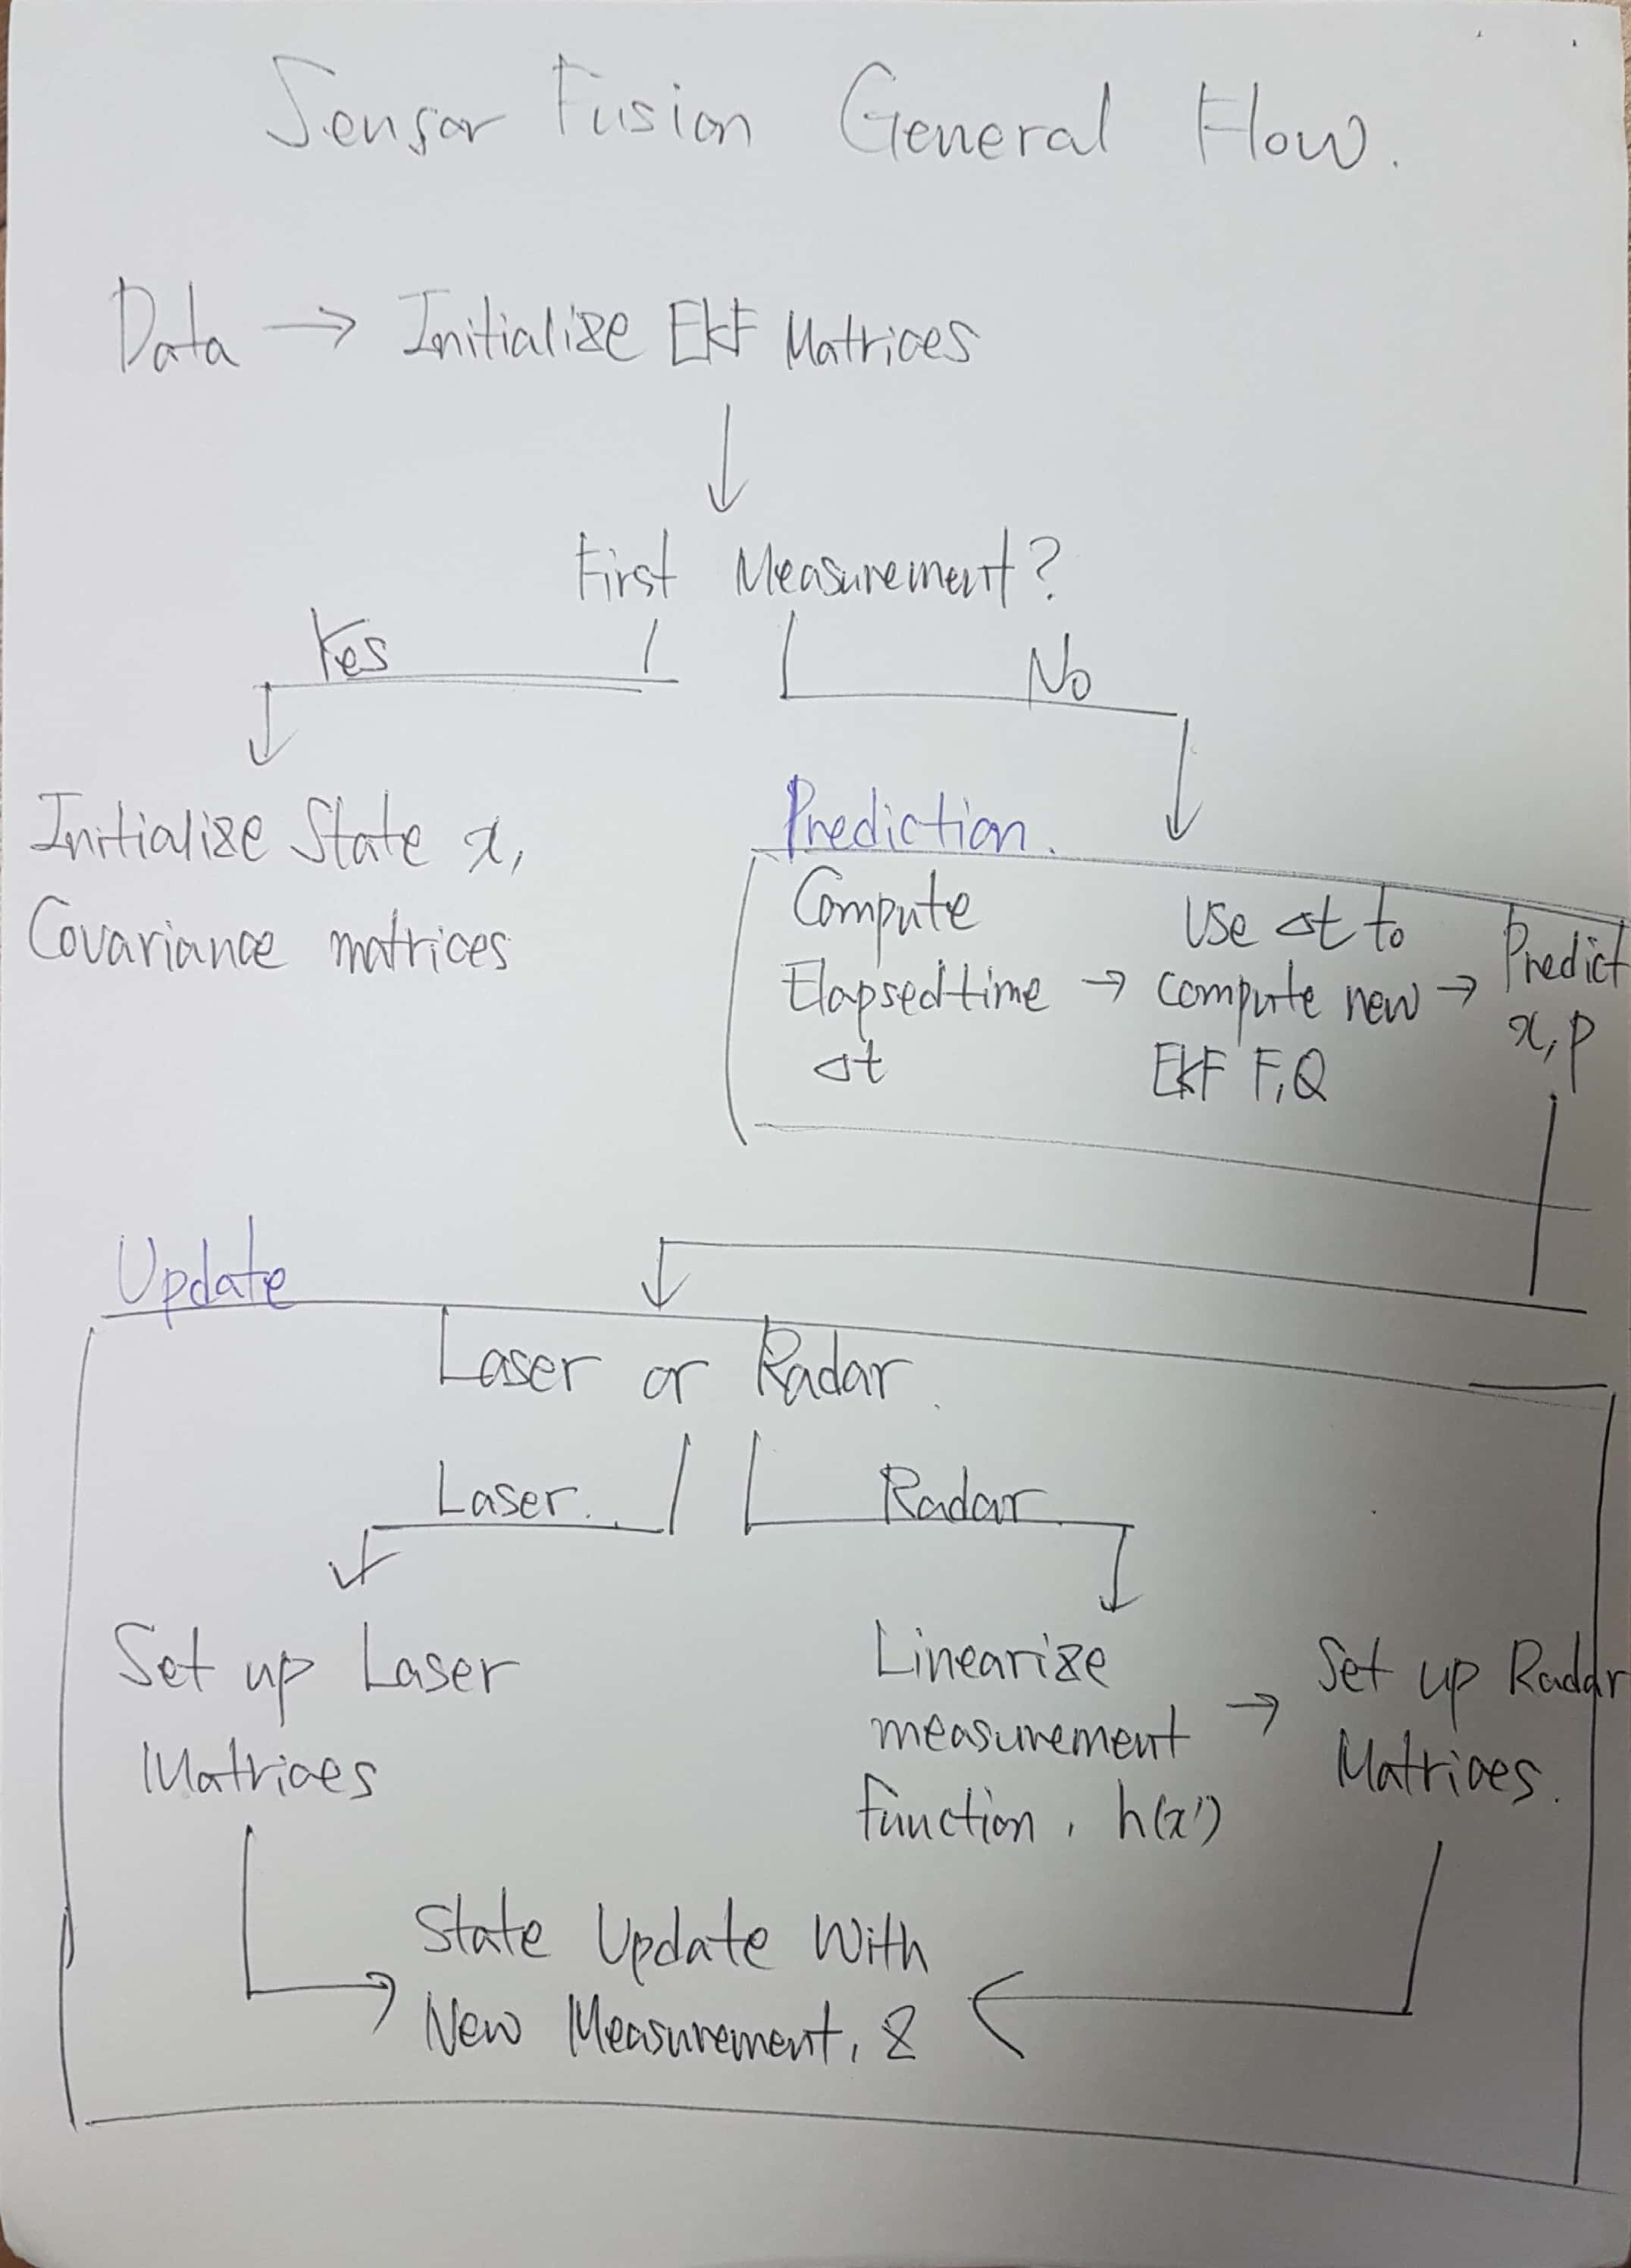 Sensor Fusion General Flow.
Data → Initialize EKF Matrices
First Measurement?
Yes
No
Initialize State x,
Covariance matrices
Prediction.
Compute
Elapsed time →
Δt
Use Δt to
compute new →
EKF F,Q
Predict
x, p
Update
Laser or Radar.
Laser.
Radar
Set up Laser
Matrices
Linearize
measurement →
function, h(x')
Set up Radar
Matrices.
State Update With
New Measurement, z